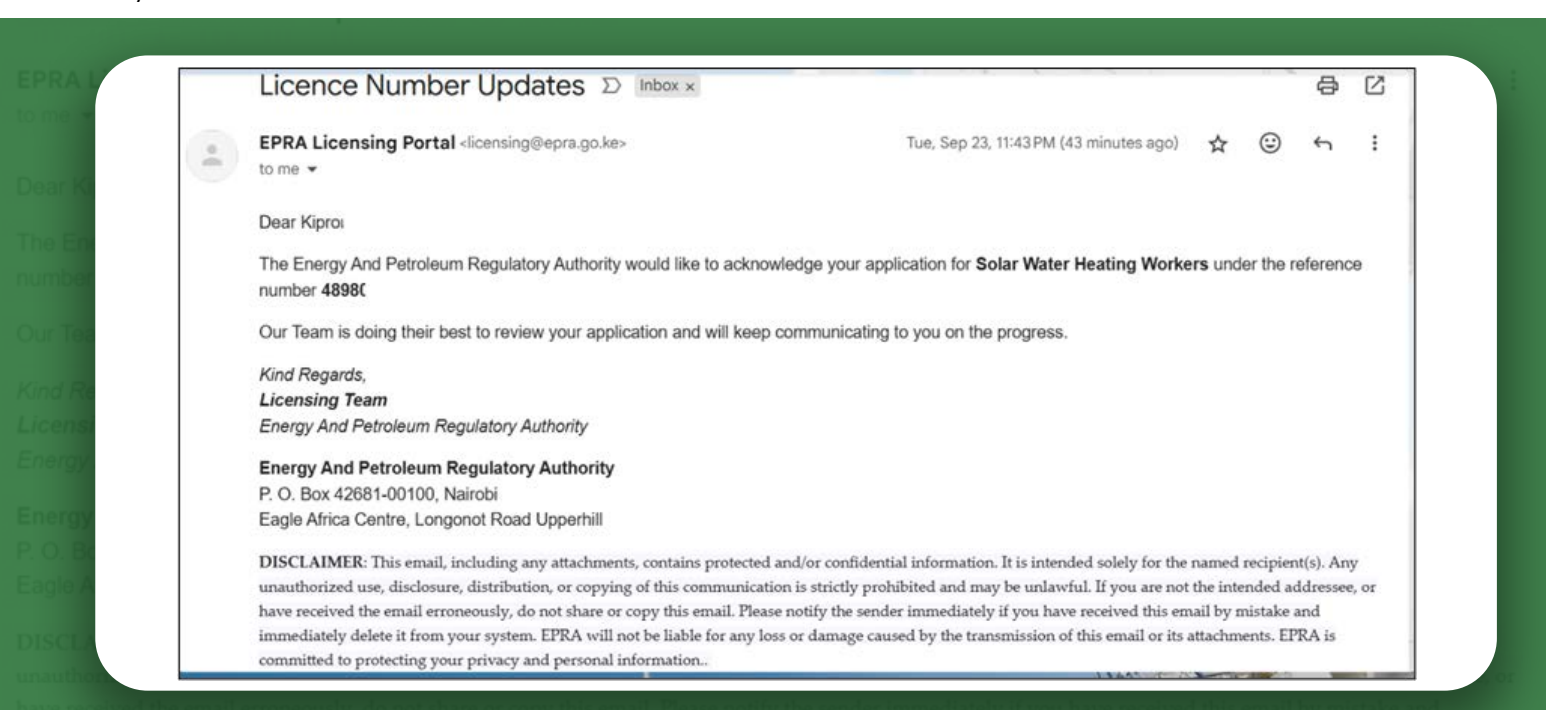 Licence Number Updates Inbox x
EPRA Licensing Portal <licensing@epra.go.ke> Tue, Sep 23, 11:43 PM (43 minutes ago)
to me
Dear Kipro
The Energy And Petroleum Regulatory Authority would like to acknowledge your application for Solar Water Heating Workers under the reference
number 4898
Our Team is doing their best to review your application and will keep communicating to you on the progress.
Kind Regards,
Licensing Team
Energy And Petroleum Regulatory Authority
Energy And Petroleum Regulatory Authority
P. O. Box 42681-00100, Nairobi
Eagle Africa Centre, Longonot Road Upperhill
DISCLAIMER: This email, including any attachments, contains protected and/or confidential information. It is intended solely for the named recipient(s). Any
unauthorized use, disclosure, distribution, or copying of this communication is strictly prohibited and may be unlawful. If you are not the intended addressee, or
have received the email erroneously, do not share or copy this email. Please notify the sender immediately if you have received this email by mistake and
immediately delete it from your system. EPRA will not be liable for any loss or damage caused by the transmission of this email or its attachments. EPRA is
committed to protecting your privacy and personal information..